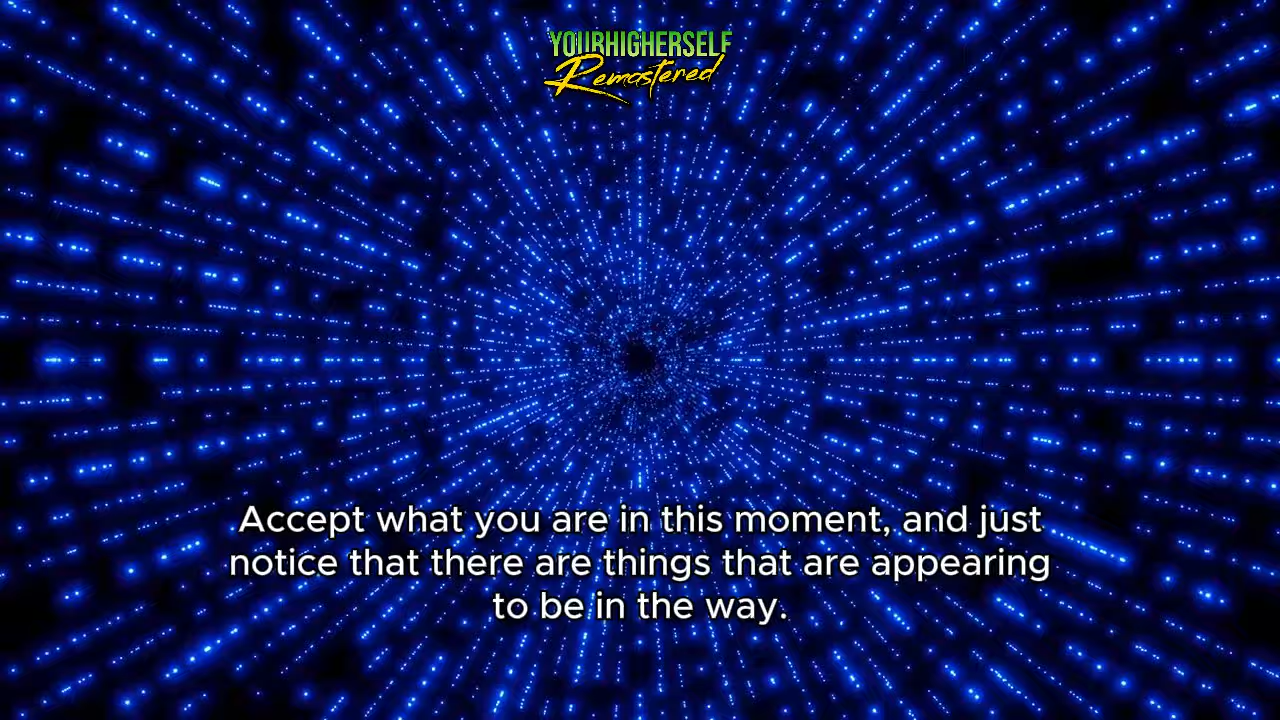 YOURHIGHERSELF
Remastered
Accept what you are in this moment, and just
notice that there are things that are appearing
to be in the way.